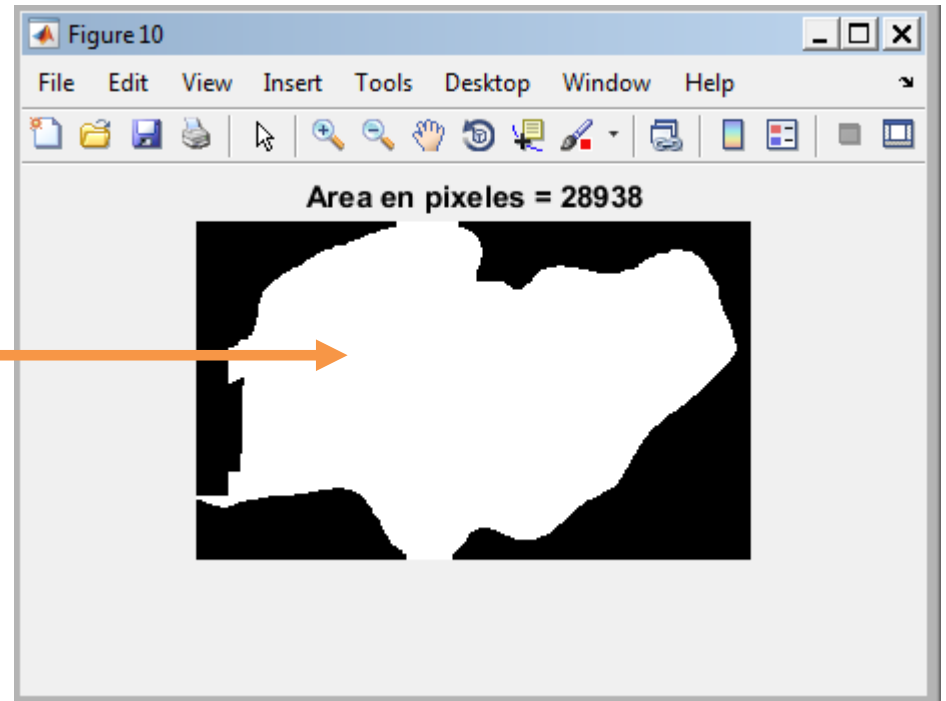 Figure 10
File Edit View Insert Tools Desktop Window Help
Area en pixeles = 28938